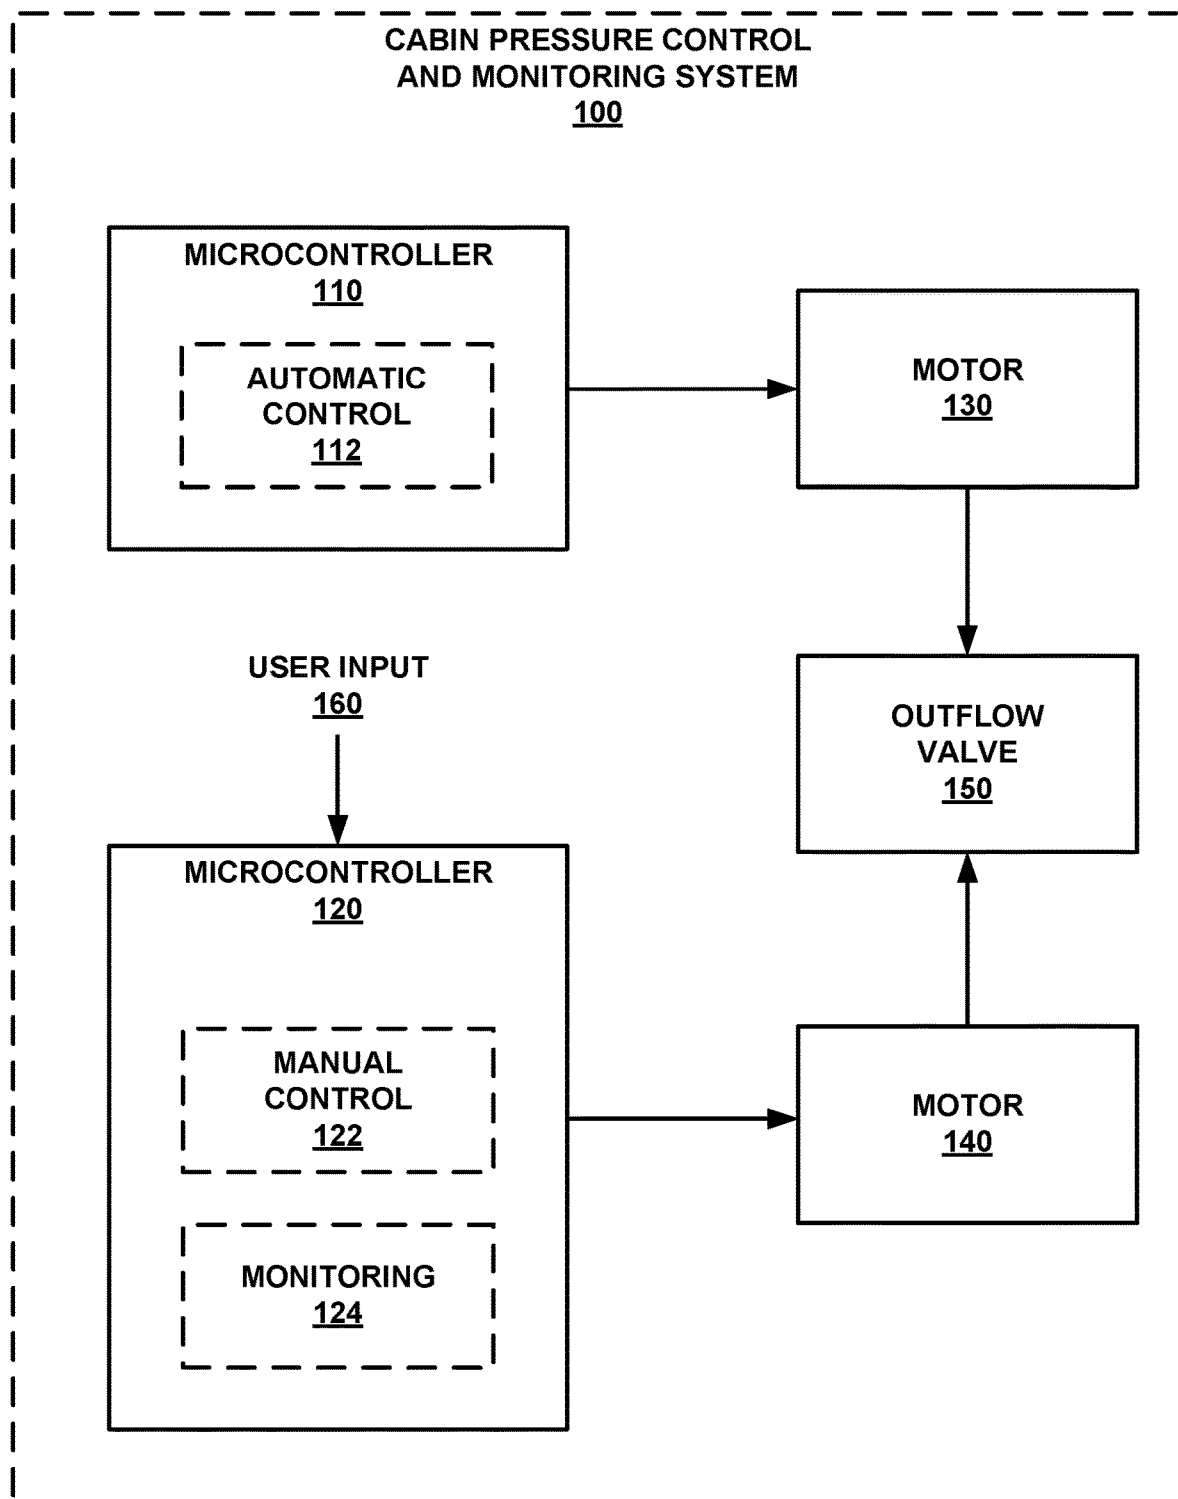 CABIN PRESSURE CONTROL
AND MONITORING SYSTEM
100
MICROCONTROLLER
110
AUTOMATIC
CONTROL
112
MOTOR
130
USER INPUT
160
OUTFLOW
VALVE
150
MICROCONTROLLER
120
MANUAL
CONTROL
122
MONITORING
124
MOTOR
140